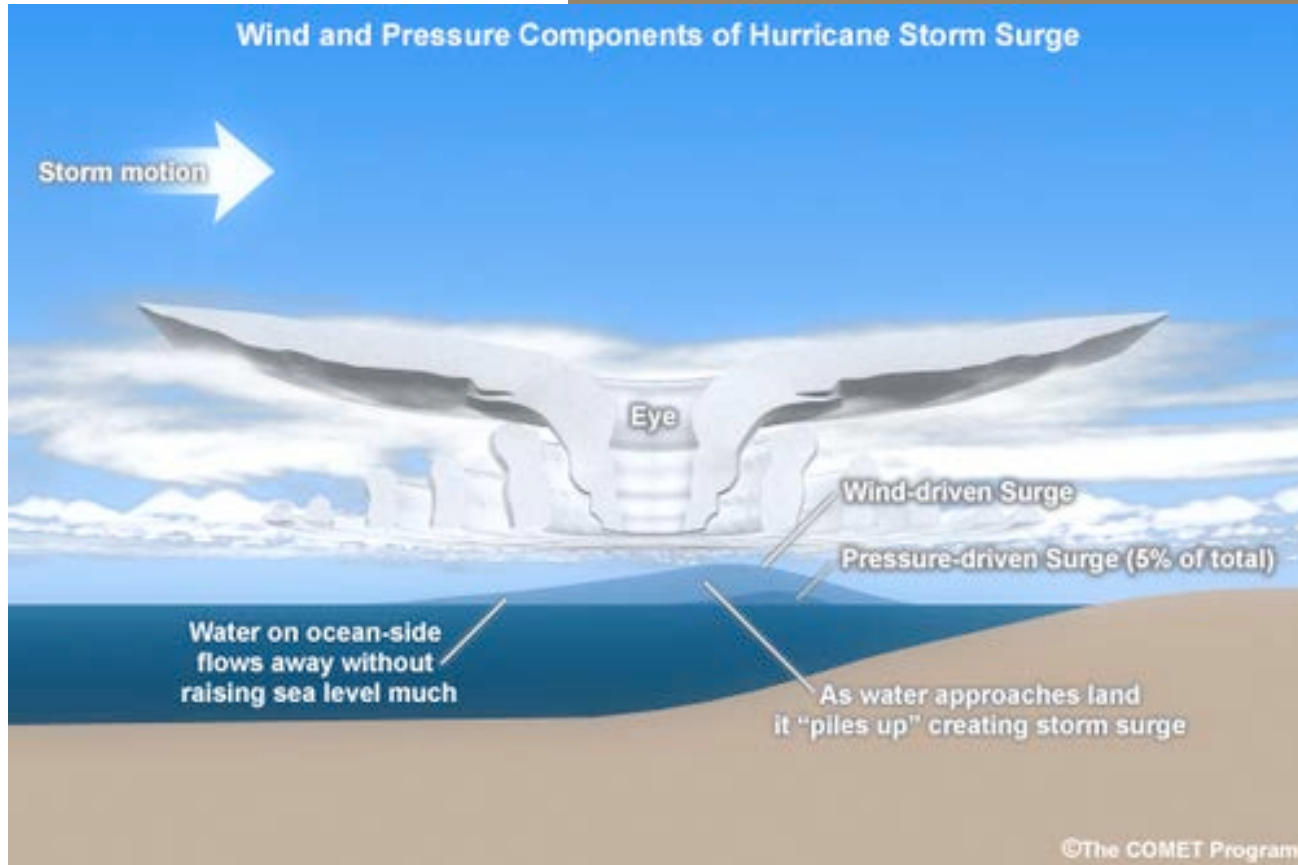 Wind and Pressure Components of Hurricane Storm Surge
Storm motion
Eye
Wind-driven Surge
Pressure-driven Surge (5% of total)
Water on ocean-side
flows away without
raising sea level much
As water approaches land
it “piles up” creating storm surge
©The COMET Program